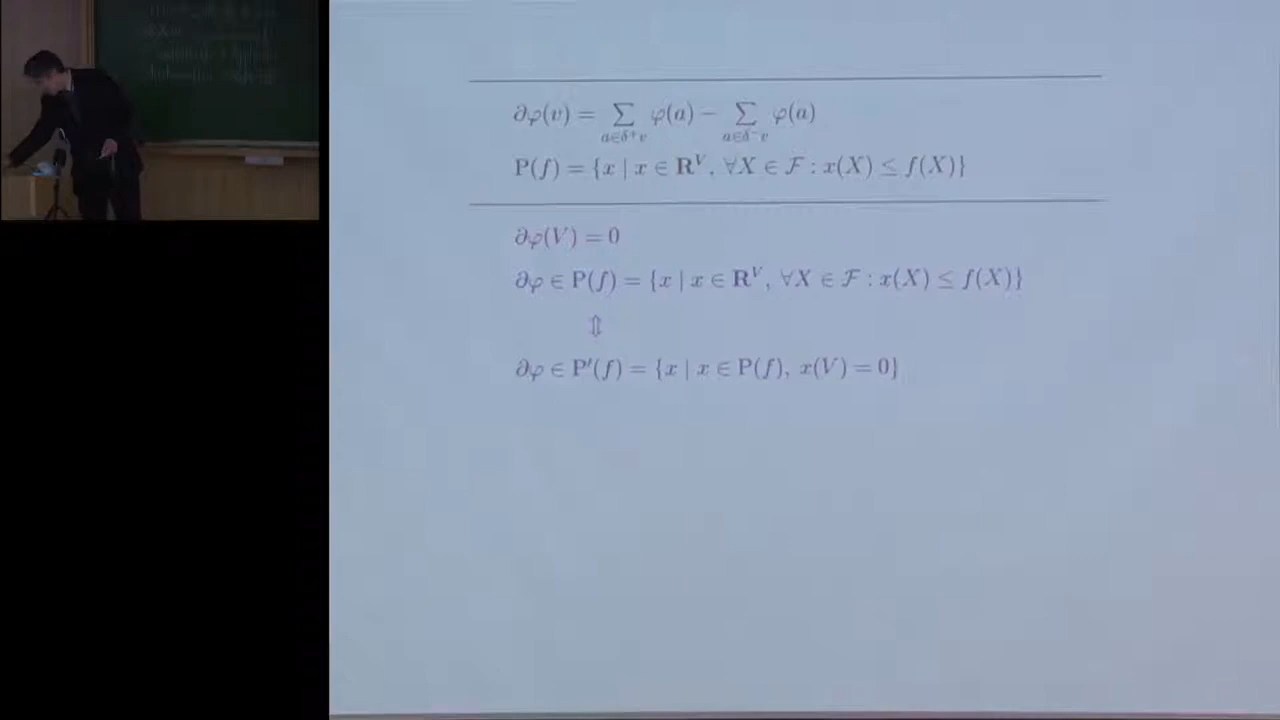 ∂φ(v) = ∑_{a∈δ⁺v} φ(a) − ∑_{a∈δ⁻v} φ(a)
P(f) = {x | x ∈ R^V, ∀X ∈ ℱ : x(X) ≤ f(X)}
∂φ(V) = 0
∂φ ∈ P(f) = {x | x ∈ R^V, ∀X ∈ ℱ : x(X) ≤ f(X)}
⇕
∂φ ∈ P′(f) = {x | x ∈ P(f), x(V) = 0}